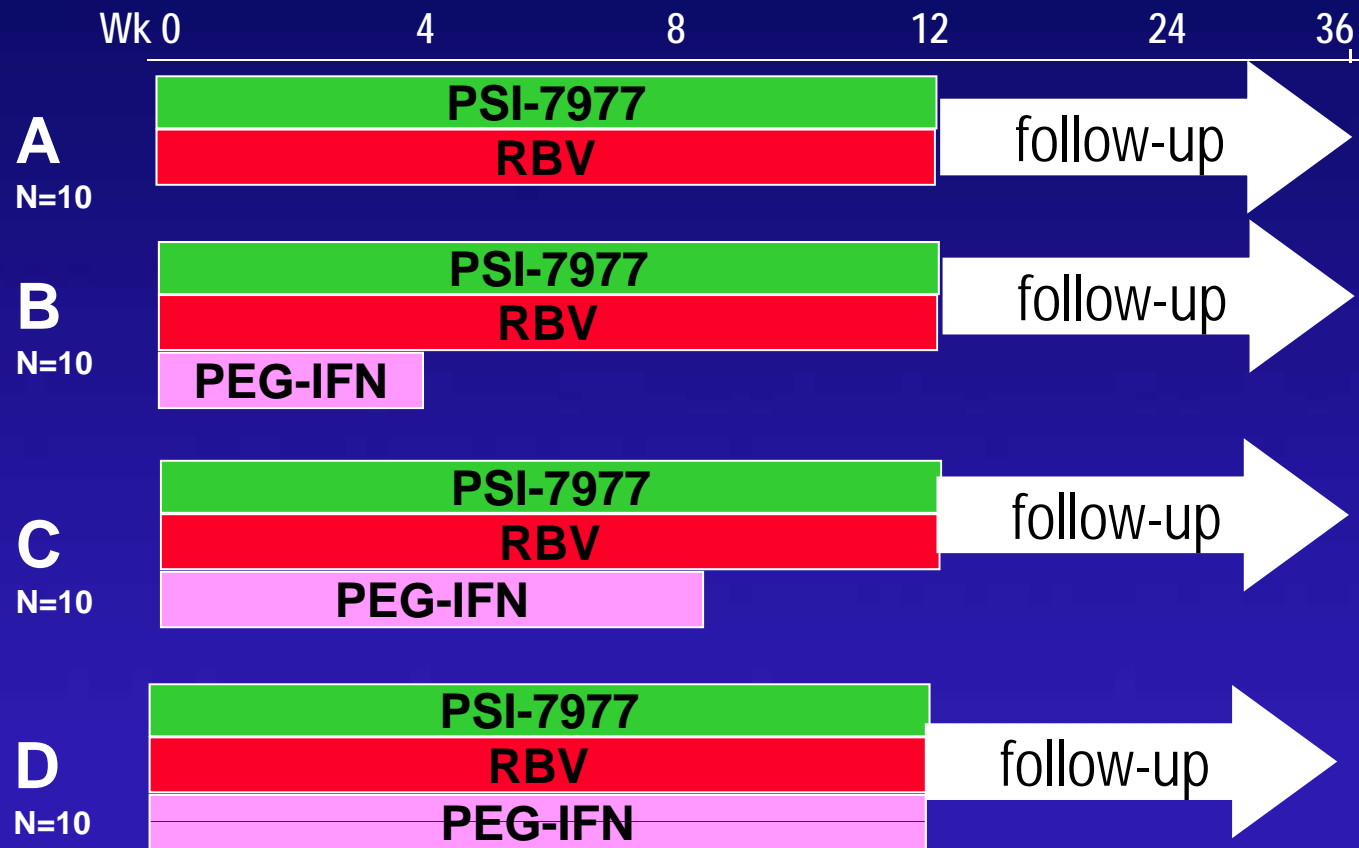 Wk 0 4 8 12 24 36
PSI-7977
A
RBV
follow-up
N=10
PSI-7977
B
RBV
follow-up
N=10
PEG-IFN
PSI-7977
C
RBV
follow-up
N=10
PEG-IFN
PSI-7977
D
RBV
follow-up
N=10
PEG-IFN